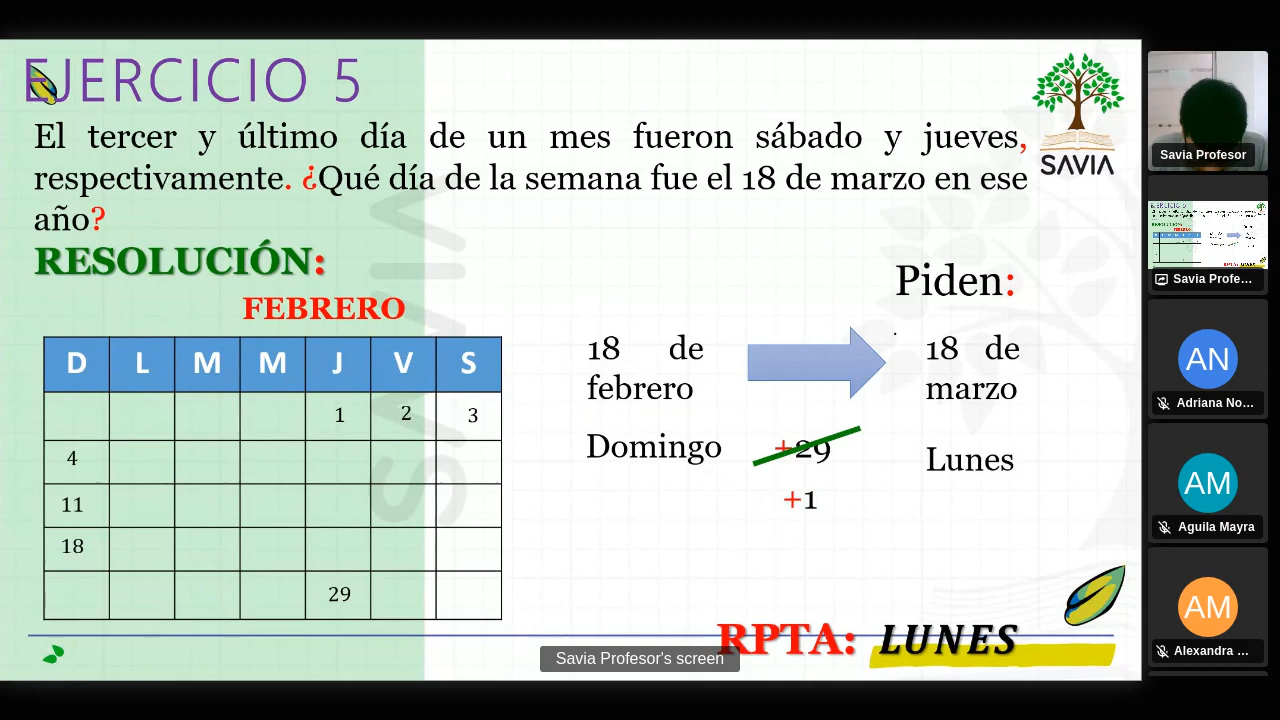 EJERCICIO 5
El tercer y último día de un mes fueron sábado y jueves,
respectivamente. ¿Qué día de la semana fue el 18 de marzo en ese
año?
SAVIA
RESOLUCIÓN:
FEBRERO
D L M M J V S
1 2 3
4
11
18
29
Piden:
18 de
febrero
18 de
marzo
Domingo +29 Lunes
+1
RPTA: LUNES
Savia Profesor's screen
Savia Profesor
Savia Profe...
AN
Adriana No...
AM
Aguila Mayra
AM
Alexandra ...